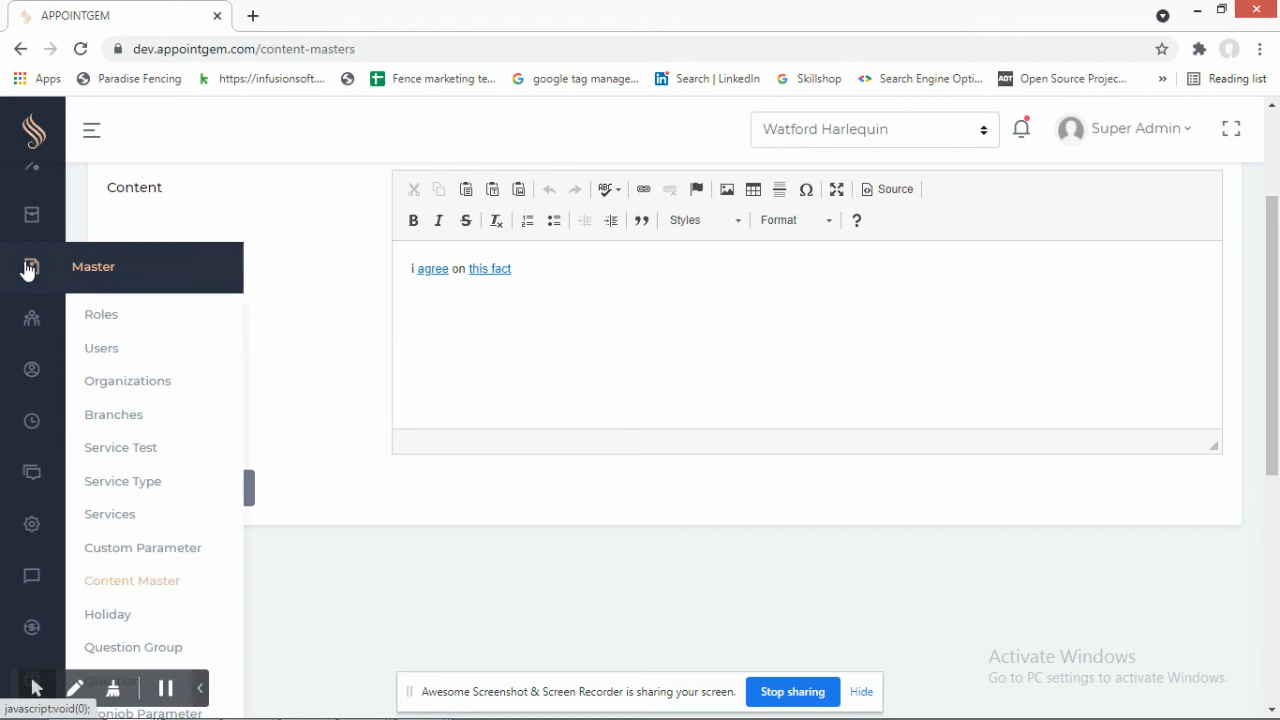 APPOINTGEM
dev.appointgem.com/content-masters
Apps Paradise Fencing https://infusionsoft.... Fence marketing te... google tag manage... Search | LinkedIn Skillshop Search Engine Opti... AOT Open Source Projec... » Reading list
Watford Harlequin Super Admin
Content
Source
B I S Styles Format ?
i agree on this fact
Master
Roles
Users
Organizations
Branches
Service Test
Service Type
Services
Custom Parameter
Content Master
Holiday
Question Group
Activate Windows
Go to PC settings to activate Windows.
Awesome Screenshot & Screen Recorder is sharing your screen. Stop sharing Hide
javascript:void(0);